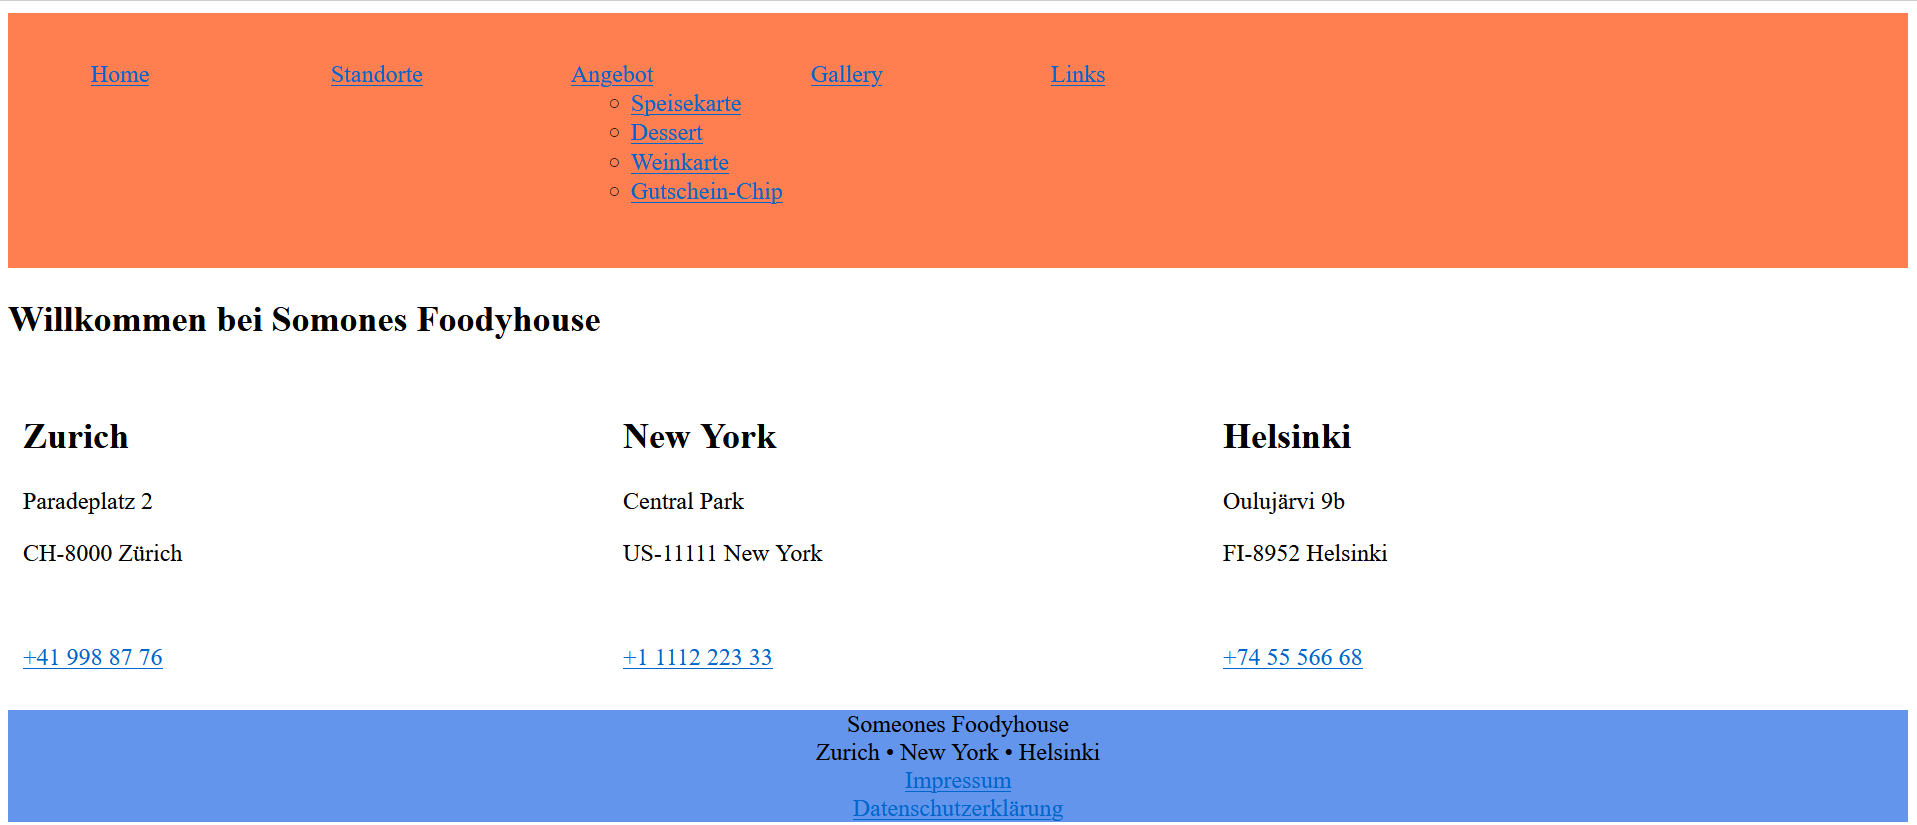 Home Standorte Angebot Gallery Links
Speisekarte
Dessert
Weinkarte
Gutschein-Chip
Willkommen bei Somones Foodyhouse
Zurich New York Helsinki
Paradeplatz 2 Central Park Oulujärvi 9b
CH-8000 Zürich US-11111 New York FI-8952 Helsinki
+41 998 87 76 +1 1112 223 33 +74 55 566 68
Someones Foodyhouse
Zurich • New York • Helsinki
Impressum
Datenschutzerklärung